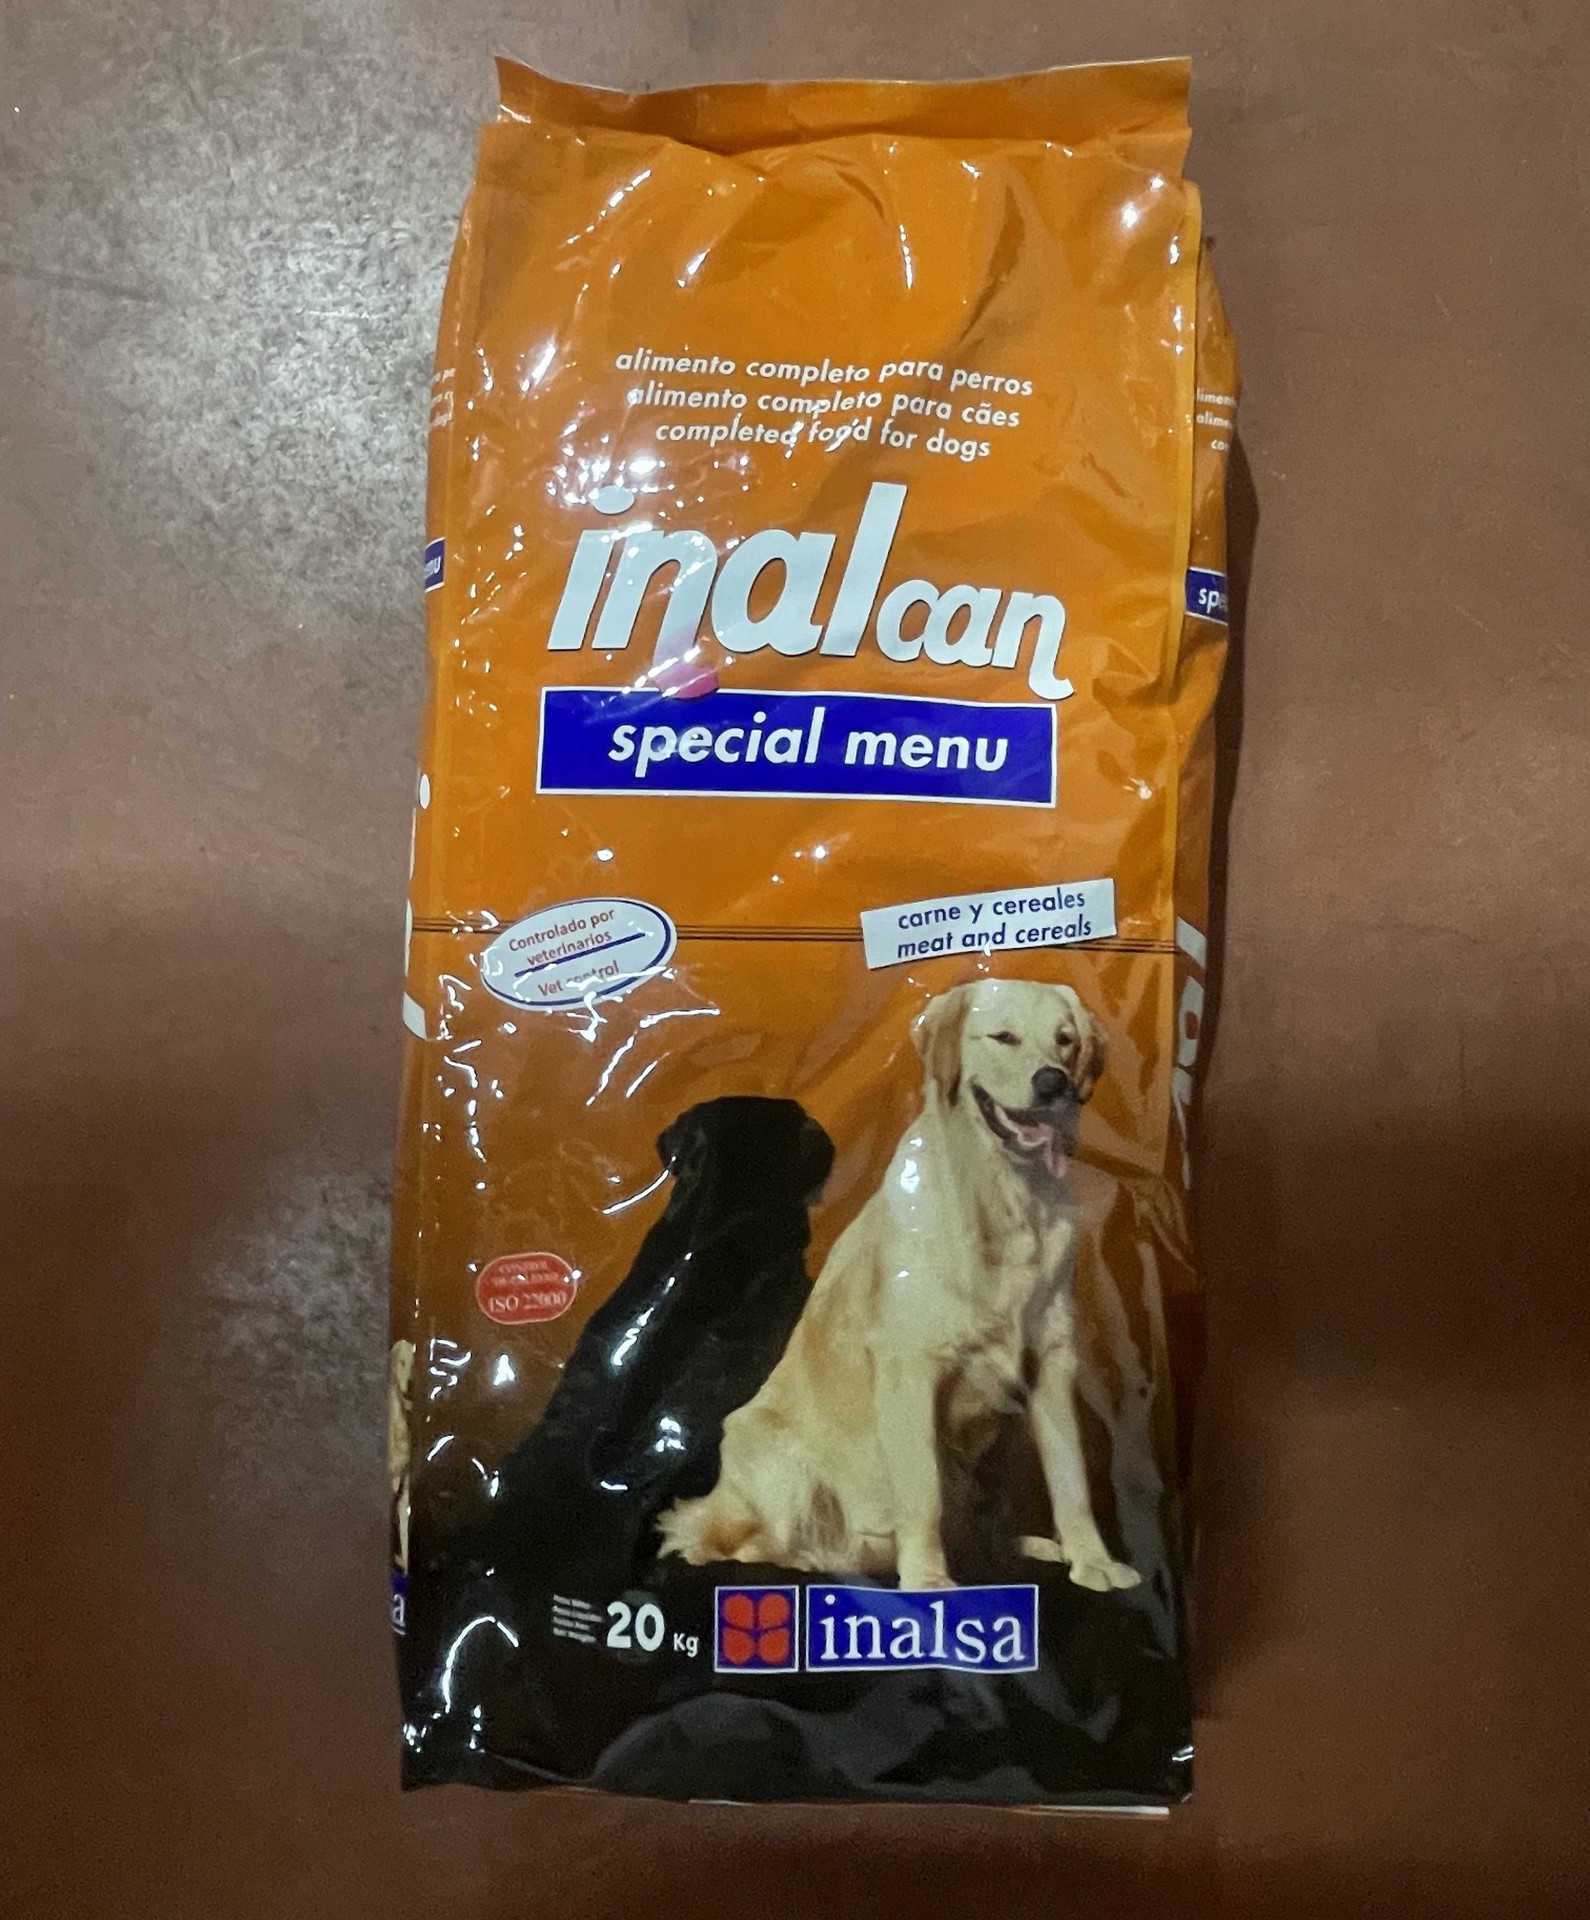 alimento completo para perros
alimento completo para cães
completed food for dogs
inalcan
special menu
Controlado por
veterinarios
Vet control
carne y cereales
meat and cereals
ISO 22000
20 Kg
inalsa